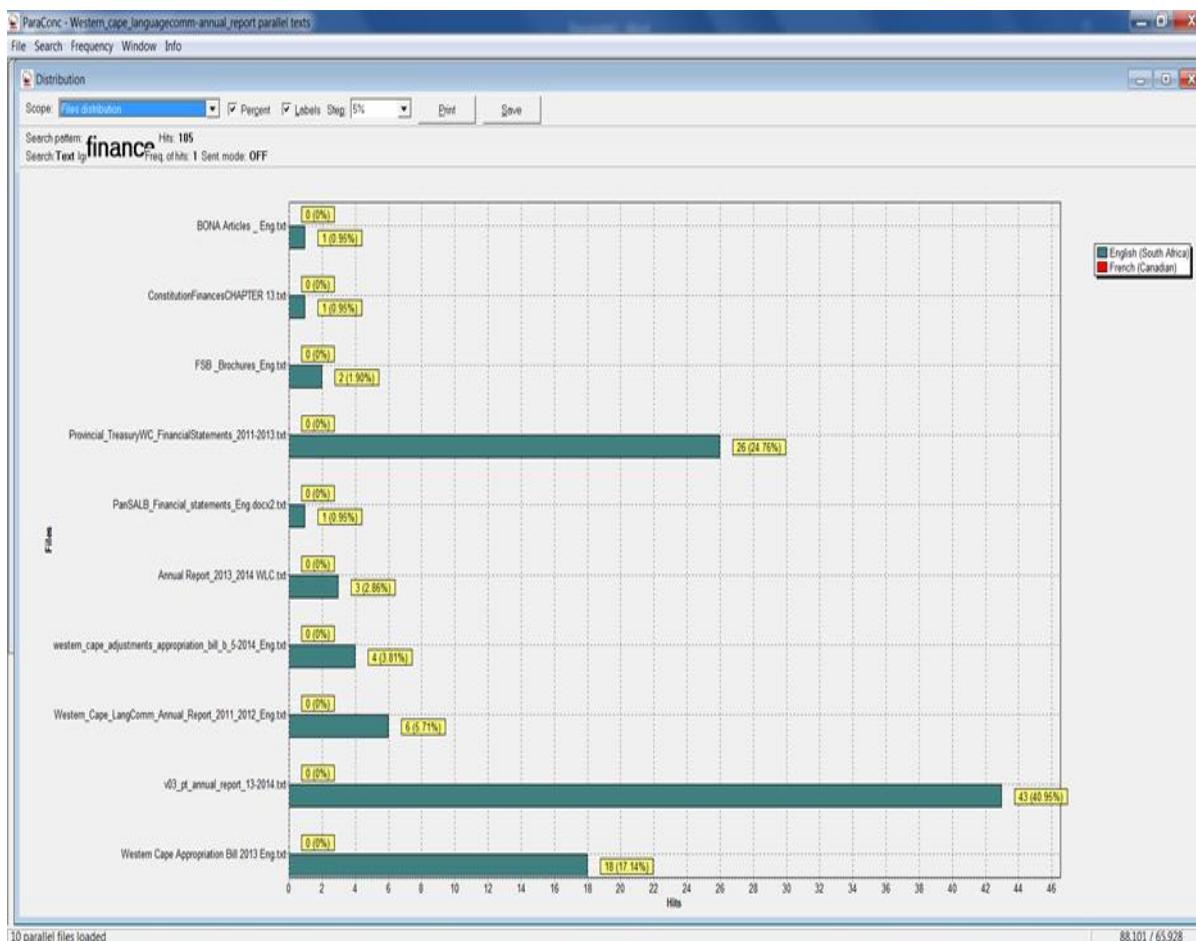 ParaConc - Western_cape_languagecomm-annual_report parallel texts
File Search Frequency Window Info
Distribution
Scope: Files distribution Percent Labels Step: 5% Print Save
Search pattern: finance Hits: 105
Search: Text lgi Freq. of hits: 1 Sent mode: OFF
English (South Africa)
French (Canadian)
Files
BONA Articles _ Eng.txt
0 (0%)
1 (0.95%)
ConstitutionFinancesCHAPTER 13.txt
0 (0%)
1 (0.95%)
FSB _Brochures_Eng.txt
0 (0%)
2 (1.90%)
Provincial_TreasuryWC_FinancialStatements_2011-2013.txt
0 (0%)
26 (24.76%)
PanSALB_Financial_statements_Eng.docx2.txt
0 (0%)
1 (0.95%)
Annual Report_2013_2014 WLC.txt
0 (0%)
3 (2.86%)
western_cape_adjustments_appropriation_bill_b_5-2014_Eng.txt
0 (0%)
4 (3.81%)
Western_Cape_LangComm_Annual_Report_2011_2012_Eng.txt
0 (0%)
6 (5.71%)
v03_pt_annual_report_13-2014.txt
0 (0%)
43 (40.95%)
Western Cape Appropriation Bill 2013 Eng.txt
0 (0%)
18 (17.14%)
0 2 4 6 8 10 12 14 16 18 20 22 24 26 28 30 32 34 36 38 40 42 44 46
Hits
10 parallel files loaded 88,101 / 65,928